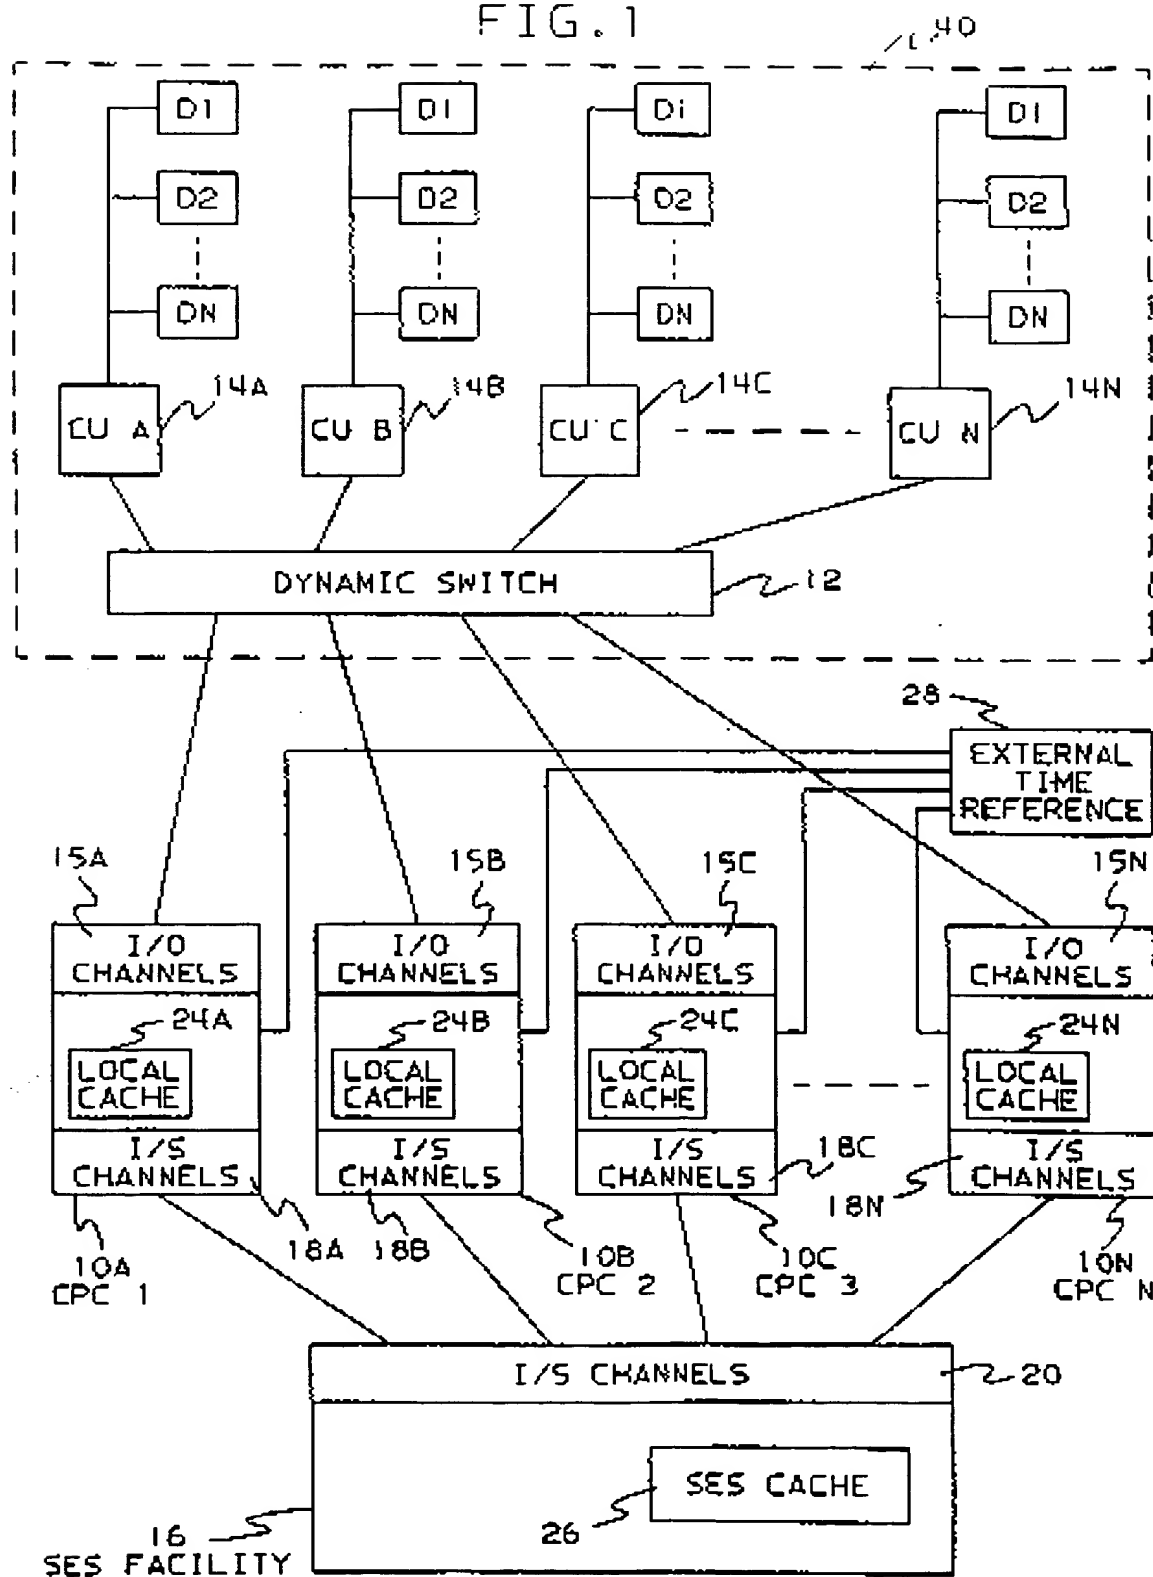 FIG.1
40
D1 D1 D1 D1
D2 D2 D2 D2
DN DN DN DN
14A 14B 14C 14N
CU A CU B CU C CU N
DYNAMIC SWITCH 12
28
EXTERNAL
TIME
REFERENCE
15A 15B 15C 15N
I/O I/O I/O I/O
CHANNELS CHANNELS CHANNELS CHANNELS
24A 24B 24C 24N
LOCAL LOCAL LOCAL LOCAL
CACHE CACHE CACHE CACHE
I/S I/S I/S I/S
CHANNELS CHANNELS CHANNELS CHANNELS
18A 18B 18C 18N
10A 10B 10C 10N
CPC 1 CPC 2 CPC 3 CPC N
I/S CHANNELS 20
SES CACHE
26
16
SES FACILITY